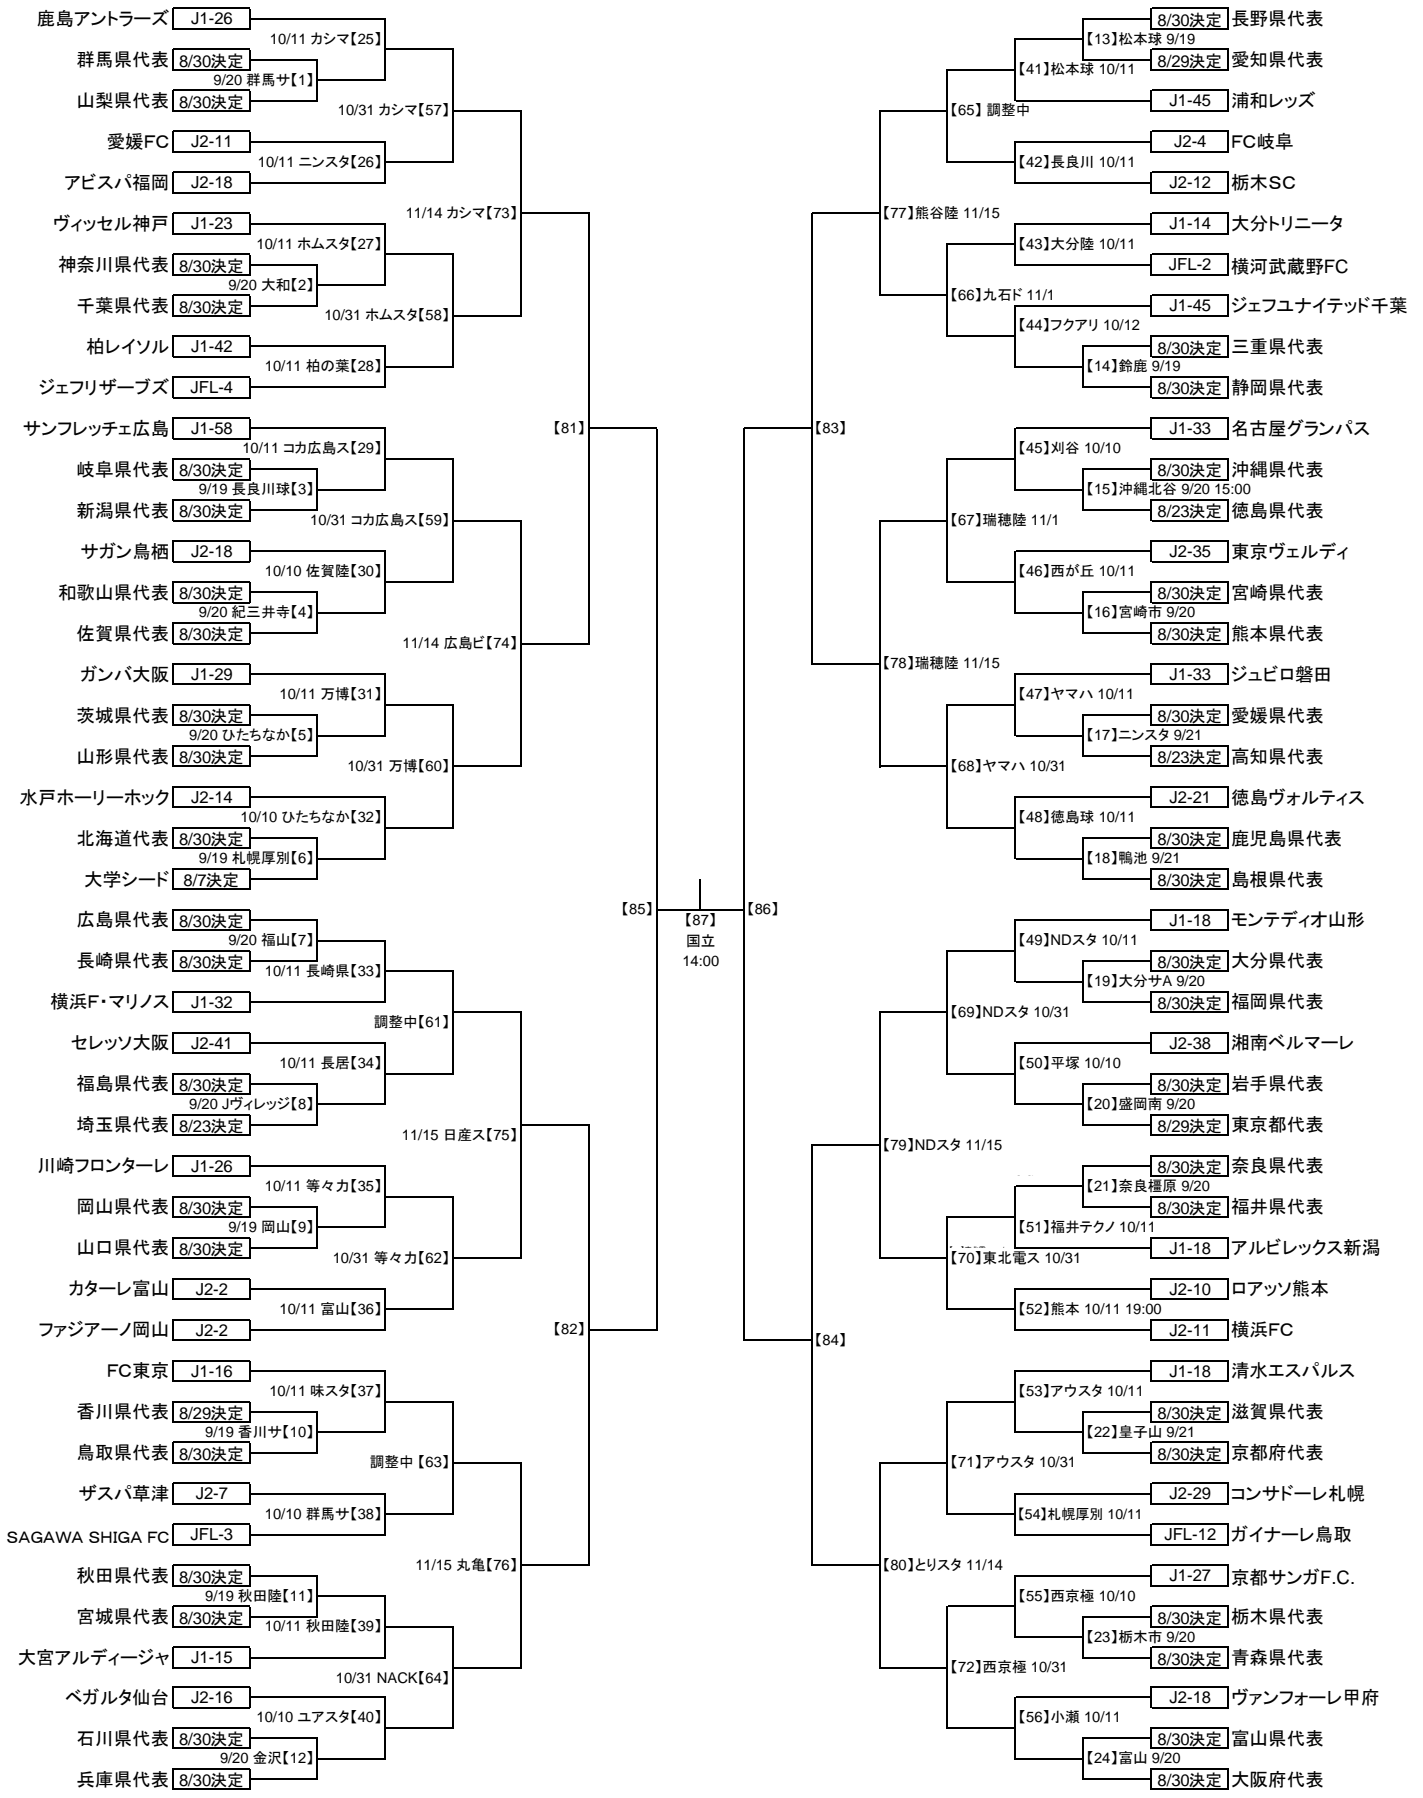 鹿島アントラーズ J1-26
10/11 カシマ【25】
群馬県代表 8/30決定
9/20 群馬サ【1】
山梨県代表 8/30決定
10/31 カシマ【57】
愛媛FC J2-11
10/11 ニンスタ【26】
アビスパ福岡 J2-18
11/14 カシマ【73】
ヴィッセル神戸 J1-23
10/11 ホムスタ【27】
神奈川県代表 8/30決定
9/20 大和【2】
千葉県代表 8/30決定
10/31 ホムスタ【58】
柏レイソル J1-42
10/11 柏の葉【28】
ジェフリザーブズ JFL-4
サンフレッチェ広島 J1-58
【81】
10/11 コカ広島ス【29】
岐阜県代表 8/30決定
9/19 長良川球【3】
新潟県代表 8/30決定
10/31 コカ広島ス【59】
サガン鳥栖 J2-18
10/10 佐賀陸【30】
和歌山県代表 8/30決定
9/20 紀三井寺【4】
佐賀県代表 8/30決定
11/14 広島ビ【74】
ガンバ大阪 J1-29
10/11 万博【31】
茨城県代表 8/30決定
9/20 ひたちなか【5】
山形県代表 8/30決定
10/31 万博【60】
水戸ホーリーホック J2-14
10/10 ひたちなか【32】
北海道代表 8/30決定
9/19 札幌厚別【6】
大学シード 8/7決定
【85】
広島県代表 8/30決定
9/20 福山【7】
長崎県代表 8/30決定
10/11 長崎県【33】
横浜F・マリノス J1-32
調整中【61】
セレッソ大阪 J2-41
10/11 長居【34】
福島県代表 8/30決定
9/20 Jヴィレッジ【8】
埼玉県代表 8/23決定
11/15 日産ス【75】
川崎フロンターレ J1-26
10/11 等々力【35】
岡山県代表 8/30決定
9/19 岡山【9】
山口県代表 8/30決定
10/31 等々力【62】
カターレ富山 J2-2
10/11 富山【36】
ファジアーノ岡山 J2-2
【82】
FC東京 J1-16
10/11 味スタ【37】
香川県代表 8/29決定
9/19 香川サ【10】
鳥取県代表 8/30決定
調整中 【63】
ザスパ草津 J2-7
10/10 群馬サ【38】
SAGAWA SHIGA FC JFL-3
11/15 丸亀【76】
秋田県代表 8/30決定
9/19 秋田陸【11】
宮城県代表 8/30決定
10/11 秋田陸【39】
大宮アルディージャ J1-15
10/31 NACK【64】
ベガルタ仙台 J2-16
10/10 ユアスタ【40】
石川県代表 8/30決定
9/20 金沢【12】
兵庫県代表 8/30決定
【87】
国立
14:00
8/30決定 長野県代表
【13】松本球 9/19
8/29決定 愛知県代表
【41】松本球 10/11
J1-45 浦和レッズ
【65】 調整中
J2-4 FC岐阜
【42】長良川 10/11
J2-12 栃木SC
【77】熊谷陸 11/15
J1-14 大分トリニータ
【43】大分陸 10/11
JFL-2 横河武蔵野FC
【66】九石ド 11/1
J1-45 ジェフユナイテッド千葉
【44】フクアリ 10/12
8/30決定 三重県代表
【14】鈴鹿 9/19
8/30決定 静岡県代表
【83】
J1-33 名古屋グランパス
【45】刈谷 10/10
8/30決定 沖縄県代表
【15】沖縄北谷 9/20 15:00
8/23決定 徳島県代表
【67】瑞穂陸 11/1
J2-35 東京ヴェルディ
【46】西が丘 10/11
8/30決定 宮崎県代表
【16】宮崎市 9/20
8/30決定 熊本県代表
【78】瑞穂陸 11/15
J1-33 ジュビロ磐田
【47】ヤマハ 10/11
8/30決定 愛媛県代表
【17】ニンスタ 9/21
8/23決定 高知県代表
【68】ヤマハ 10/31
J2-21 徳島ヴォルティス
【48】徳島球 10/11
8/30決定 鹿児島県代表
【18】鴨池 9/21
8/30決定 島根県代表
【86】
J1-18 モンテディオ山形
【49】NDスタ 10/11
8/30決定 大分県代表
【19】大分サA 9/20
8/30決定 福岡県代表
【69】NDスタ 10/31
J2-38 湘南ベルマーレ
【50】平塚 10/10
8/30決定 岩手県代表
【20】盛岡南 9/20
8/29決定 東京都代表
【79】NDスタ 11/15
8/30決定 奈良県代表
【21】奈良橿原 9/20
8/30決定 福井県代表
【51】福井テクノ 10/11
J1-18 アルビレックス新潟
【70】東北電ス 10/31
J2-10 ロアッソ熊本
【52】熊本 10/11 19:00
J2-11 横浜FC
【84】
J1-18 清水エスパルス
【53】アウスタ 10/11
8/30決定 滋賀県代表
【22】皇子山 9/21
8/30決定 京都府代表
【71】アウスタ 10/31
J2-29 コンサドーレ札幌
【54】札幌厚別 10/11
JFL-12 ガイナーレ鳥取
【80】とりスタ 11/14
J1-27 京都サンガF.C.
【55】西京極 10/10
8/30決定 栃木県代表
【23】栃木市 9/20
8/30決定 青森県代表
【72】西京極 10/31
J2-18 ヴァンフォーレ甲府
【56】小瀬 10/11
8/30決定 富山県代表
【24】富山 9/20
8/30決定 大阪府代表